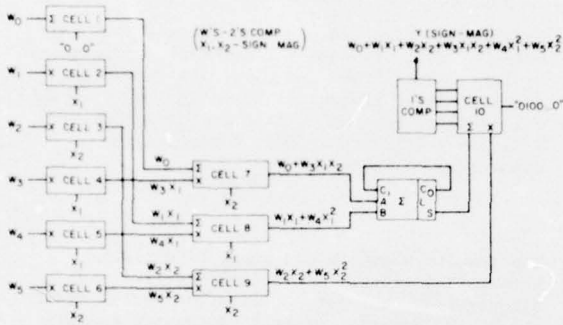 W0 Σ CELL 1
"0...0"
(W'S-2'S COMP
X1, X2-SIGN MAG)
Y (SIGN-MAG)
W0+W1X1+W2X2+W3X1X2+W4X1²+W5X2²
W1 X CELL 2
X1
1'S COMP
CELL 10
"0100...0"
Σ X
W2 X CELL 3
X2
W3 X CELL 4
X1
W0 Σ
W3X1 X
CELL 7
X2
W0+W3X1X2
Ci C0
A Σ L
B S
W4 X CELL 5
X1
W1X1 Σ
W4X1 X
CELL 8
X1
W1X1+W4X1²
W5 X CELL 6
X2
W2X2 Σ
W5X2 X
CELL 9
X2
W2X2+W5X2²